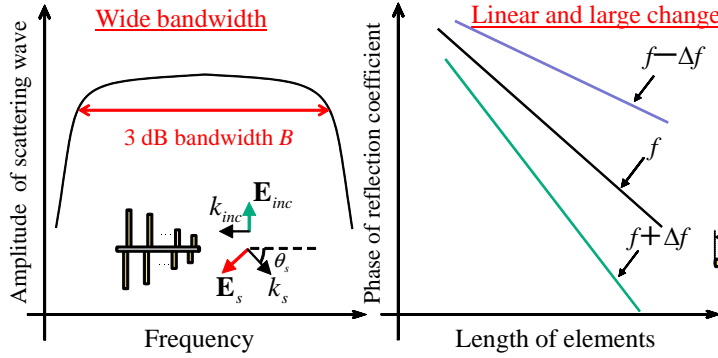 Wide bandwidth
Amplitude of scattering wave
3 dB bandwidth B
E_inc
k_inc
...
...
θ_s
E_s
k_s
Frequency
Linear and large change
Phase of reflection coefficient
f−Δf
f
f+Δf
Length of elements